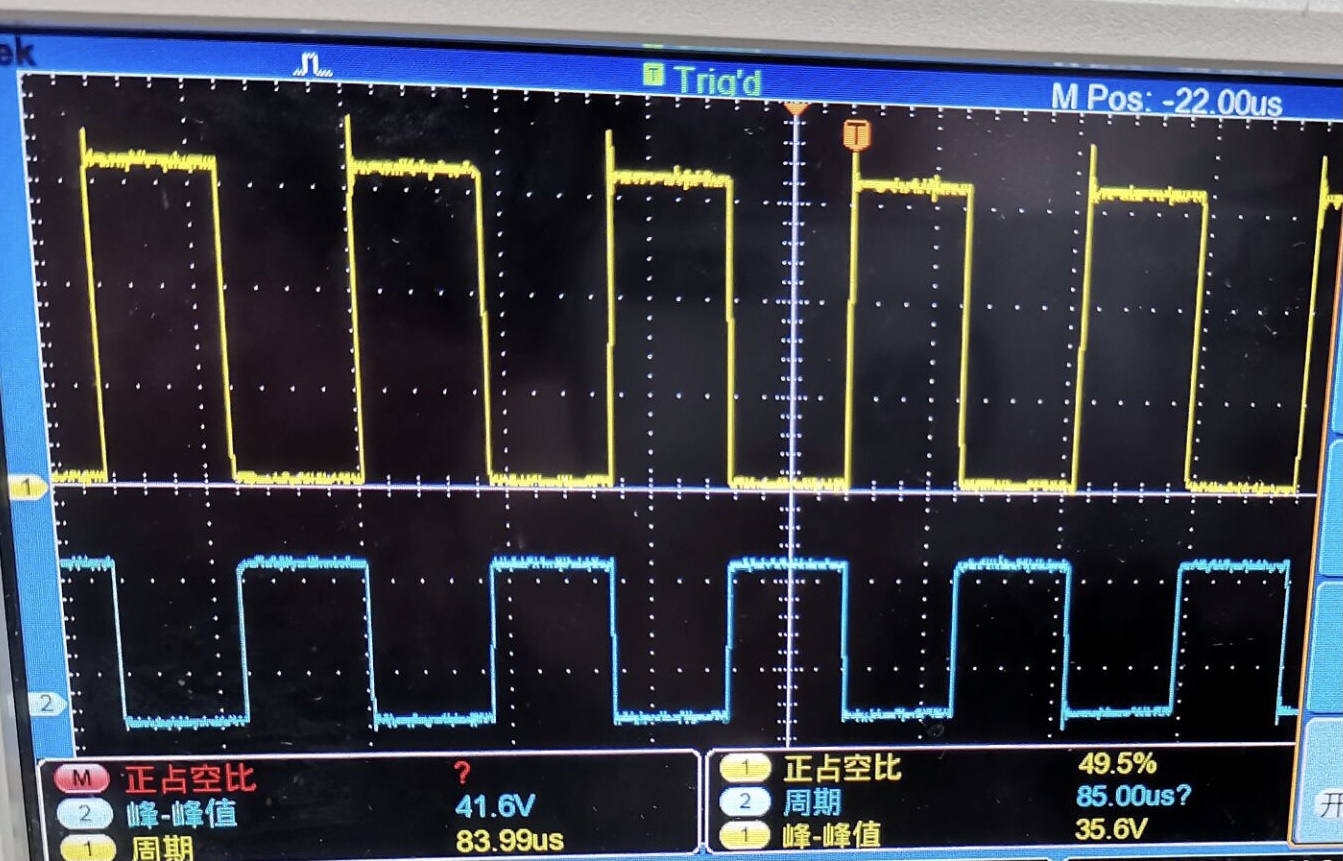 ek
T Trig'd
M Pos: -22.00us
T
1
2
M 正占空比 ?
2 峰-峰值 41.6V
1 周期 83.99us
1 正占空比 49.5%
2 周期 85.00us?
1 峰-峰值 35.6V
开